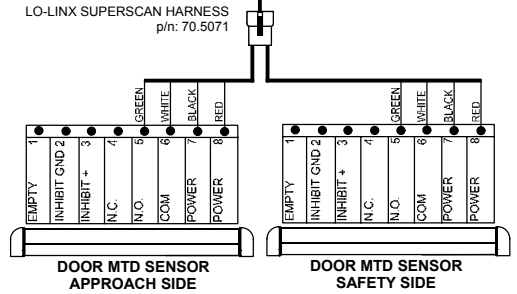 LO-LINX SUPERSCAN HARNESS
p/n: 70.5071
GREEN
WHITE
BLACK
RED
1
2
3
4
5
6
7
8
EMPTY
INHIBIT GND
INHIBIT +
N.C.
N.O.
COM
POWER
POWER
DOOR MTD SENSOR
APPROACH SIDE
GREEN
WHITE
BLACK
RED
1
2
3
4
5
6
7
8
EMPTY
INHIBIT GND
INHIBIT +
N.C.
N.O.
COM
POWER
POWER
DOOR MTD SENSOR
SAFETY SIDE